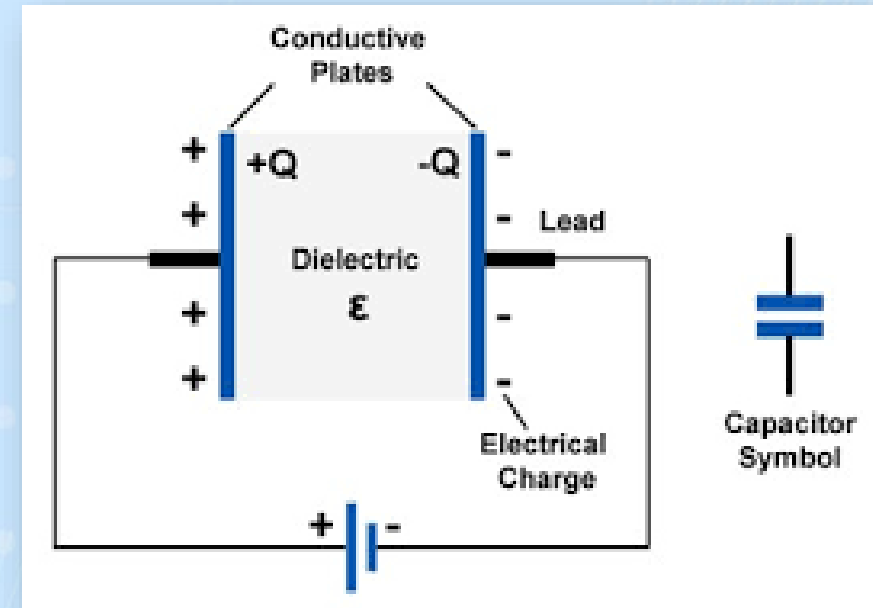 Conductive
Plates
+ +Q -Q -
+ - Lead
Dielectric
ε
+ -
+ -
Electrical
Charge
Capacitor
Symbol
+ -